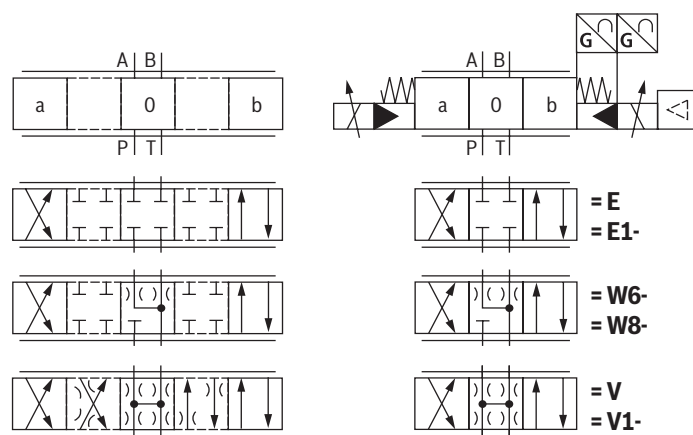 A B
a 0 b
P T
G G
A B
a 0 b
P T
= E
= E1-
= W6-
= W8-
= V
= V1-